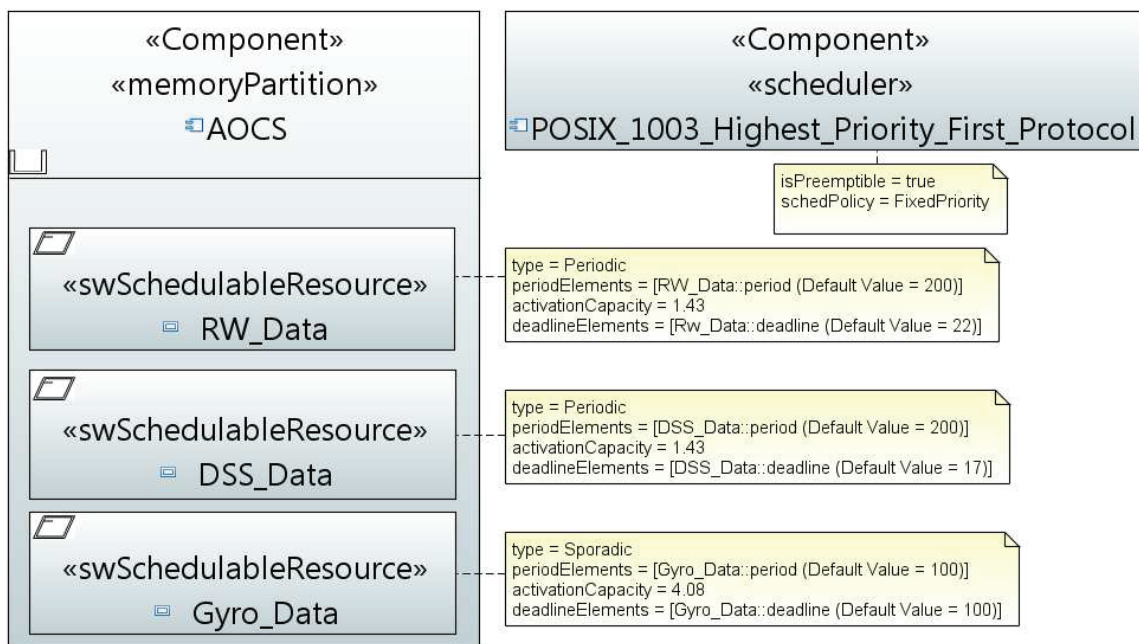 «Component»
«memoryPartition»
AOCS
«Component»
«scheduler»
POSIX_1003_Highest_Priority_First_Protocol
isPreemptible = true
schedPolicy = FixedPriority
«swSchedulableResource»
RW_Data
type = Periodic
periodElements = [RW_Data::period (Default Value = 200)]
activationCapacity = 1.43
deadlineElements = [Rw_Data::deadline (Default Value = 22)]
«swSchedulableResource»
DSS_Data
type = Periodic
periodElements = [DSS_Data::period (Default Value = 200)]
activationCapacity = 1.43
deadlineElements = [DSS_Data::deadline (Default Value = 17)]
«swSchedulableResource»
Gyro_Data
type = Sporadic
periodElements = [Gyro_Data::period (Default Value = 100)]
activationCapacity = 4.08
deadlineElements = [Gyro_Data::deadline (Default Value = 100)]